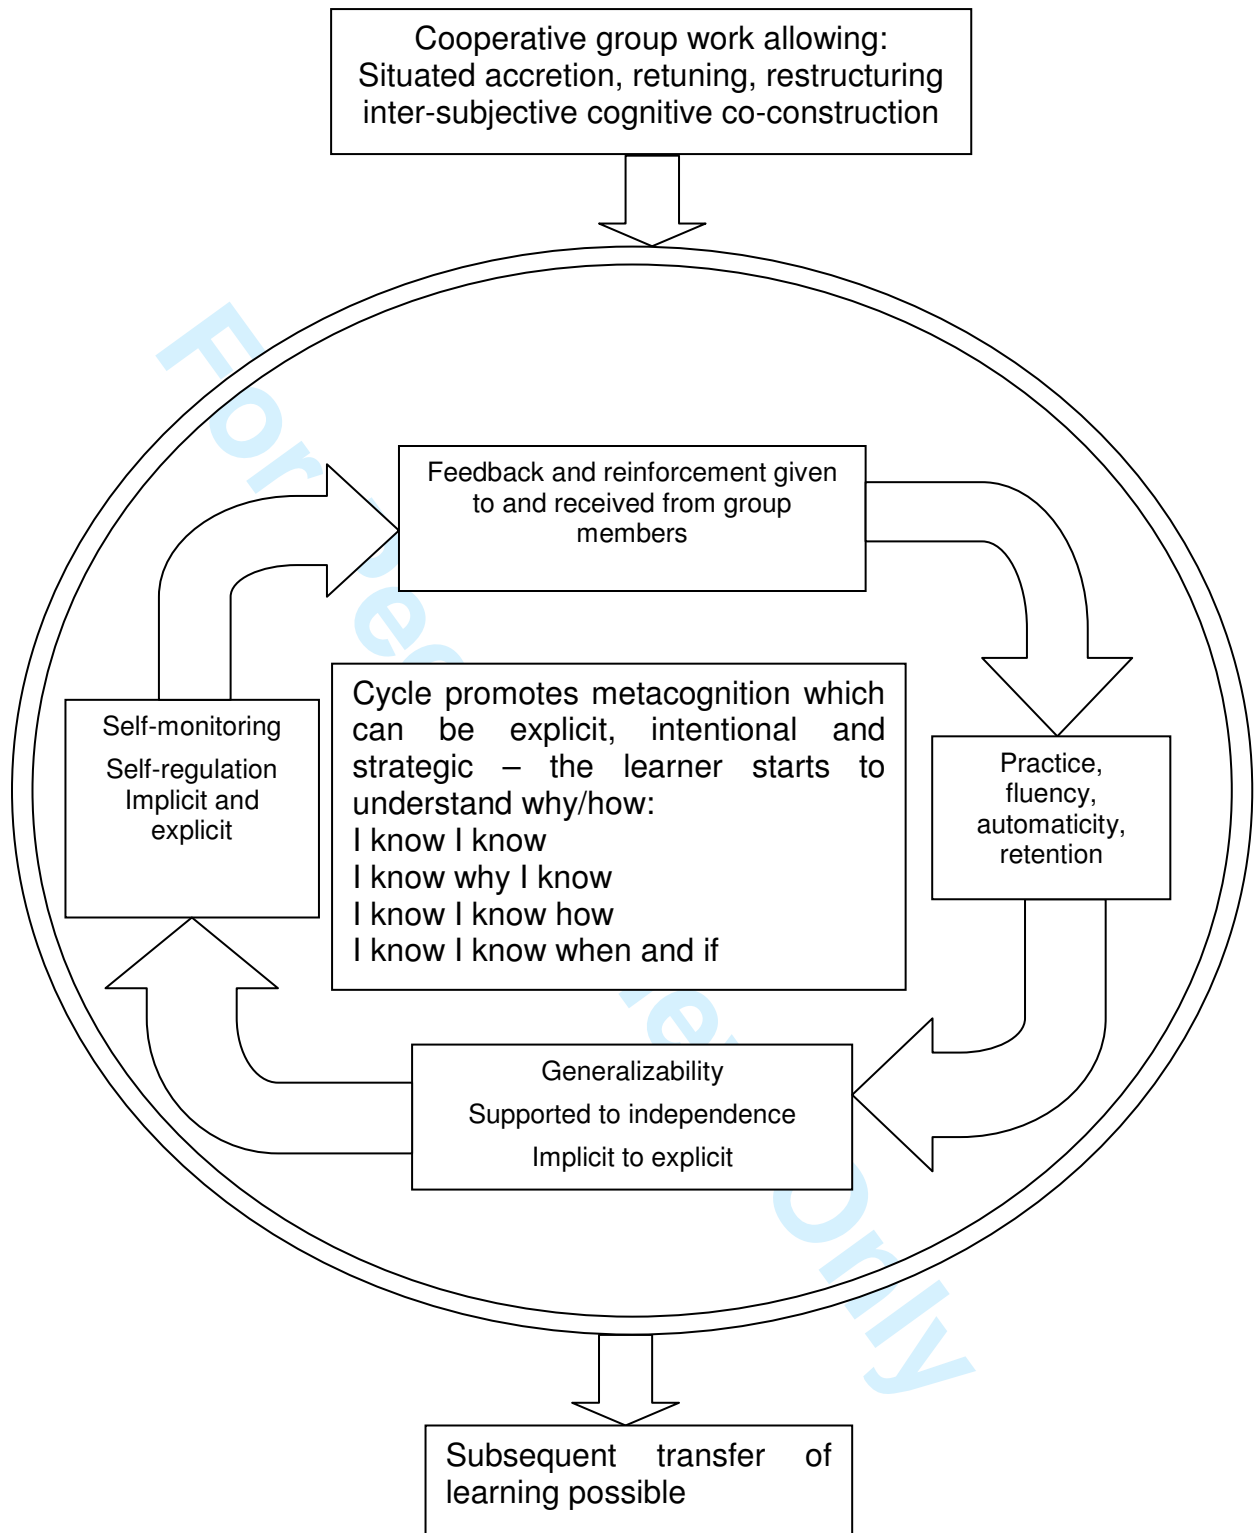 Cooperative group work allowing:
Situated accretion, retuning, restructuring
inter-subjective cognitive co-construction
Feedback and reinforcement given
to and received from group
members
Self-monitoring
Self-regulation
Implicit and
explicit
Cycle promotes metacognition which
can be explicit, intentional and
strategic – the learner starts to
understand why/how:
I know I know
I know why I know
I know I know how
I know I know when and if
Practice,
fluency,
automaticity,
retention
Generalizability
Supported to independence
Implicit to explicit
Subsequent transfer of
learning possible
For Peer Review Only